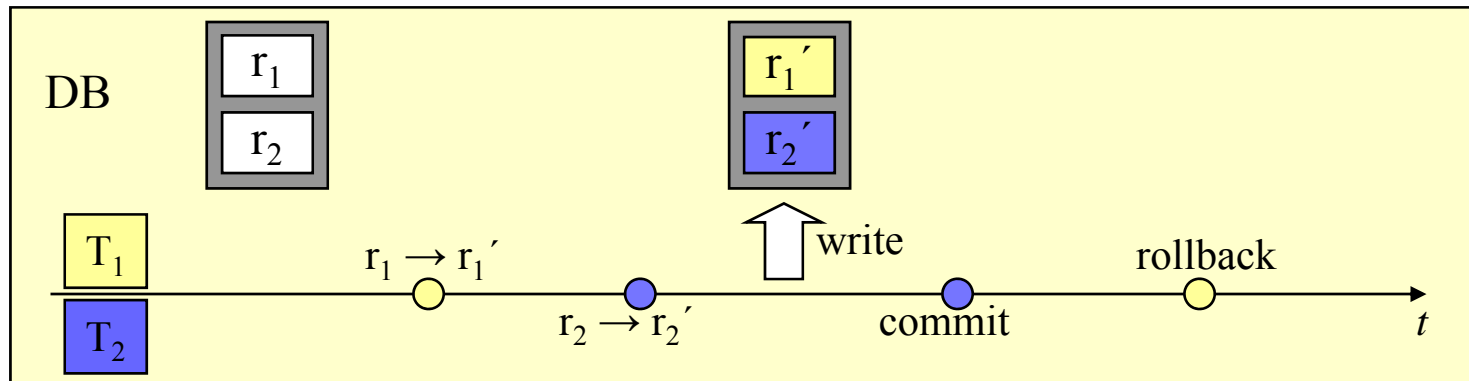 DB
r₁
r₂
r₁´
r₂´
write
T₁
T₂
r₁ → r₁´
r₂ → r₂´
commit
rollback
t